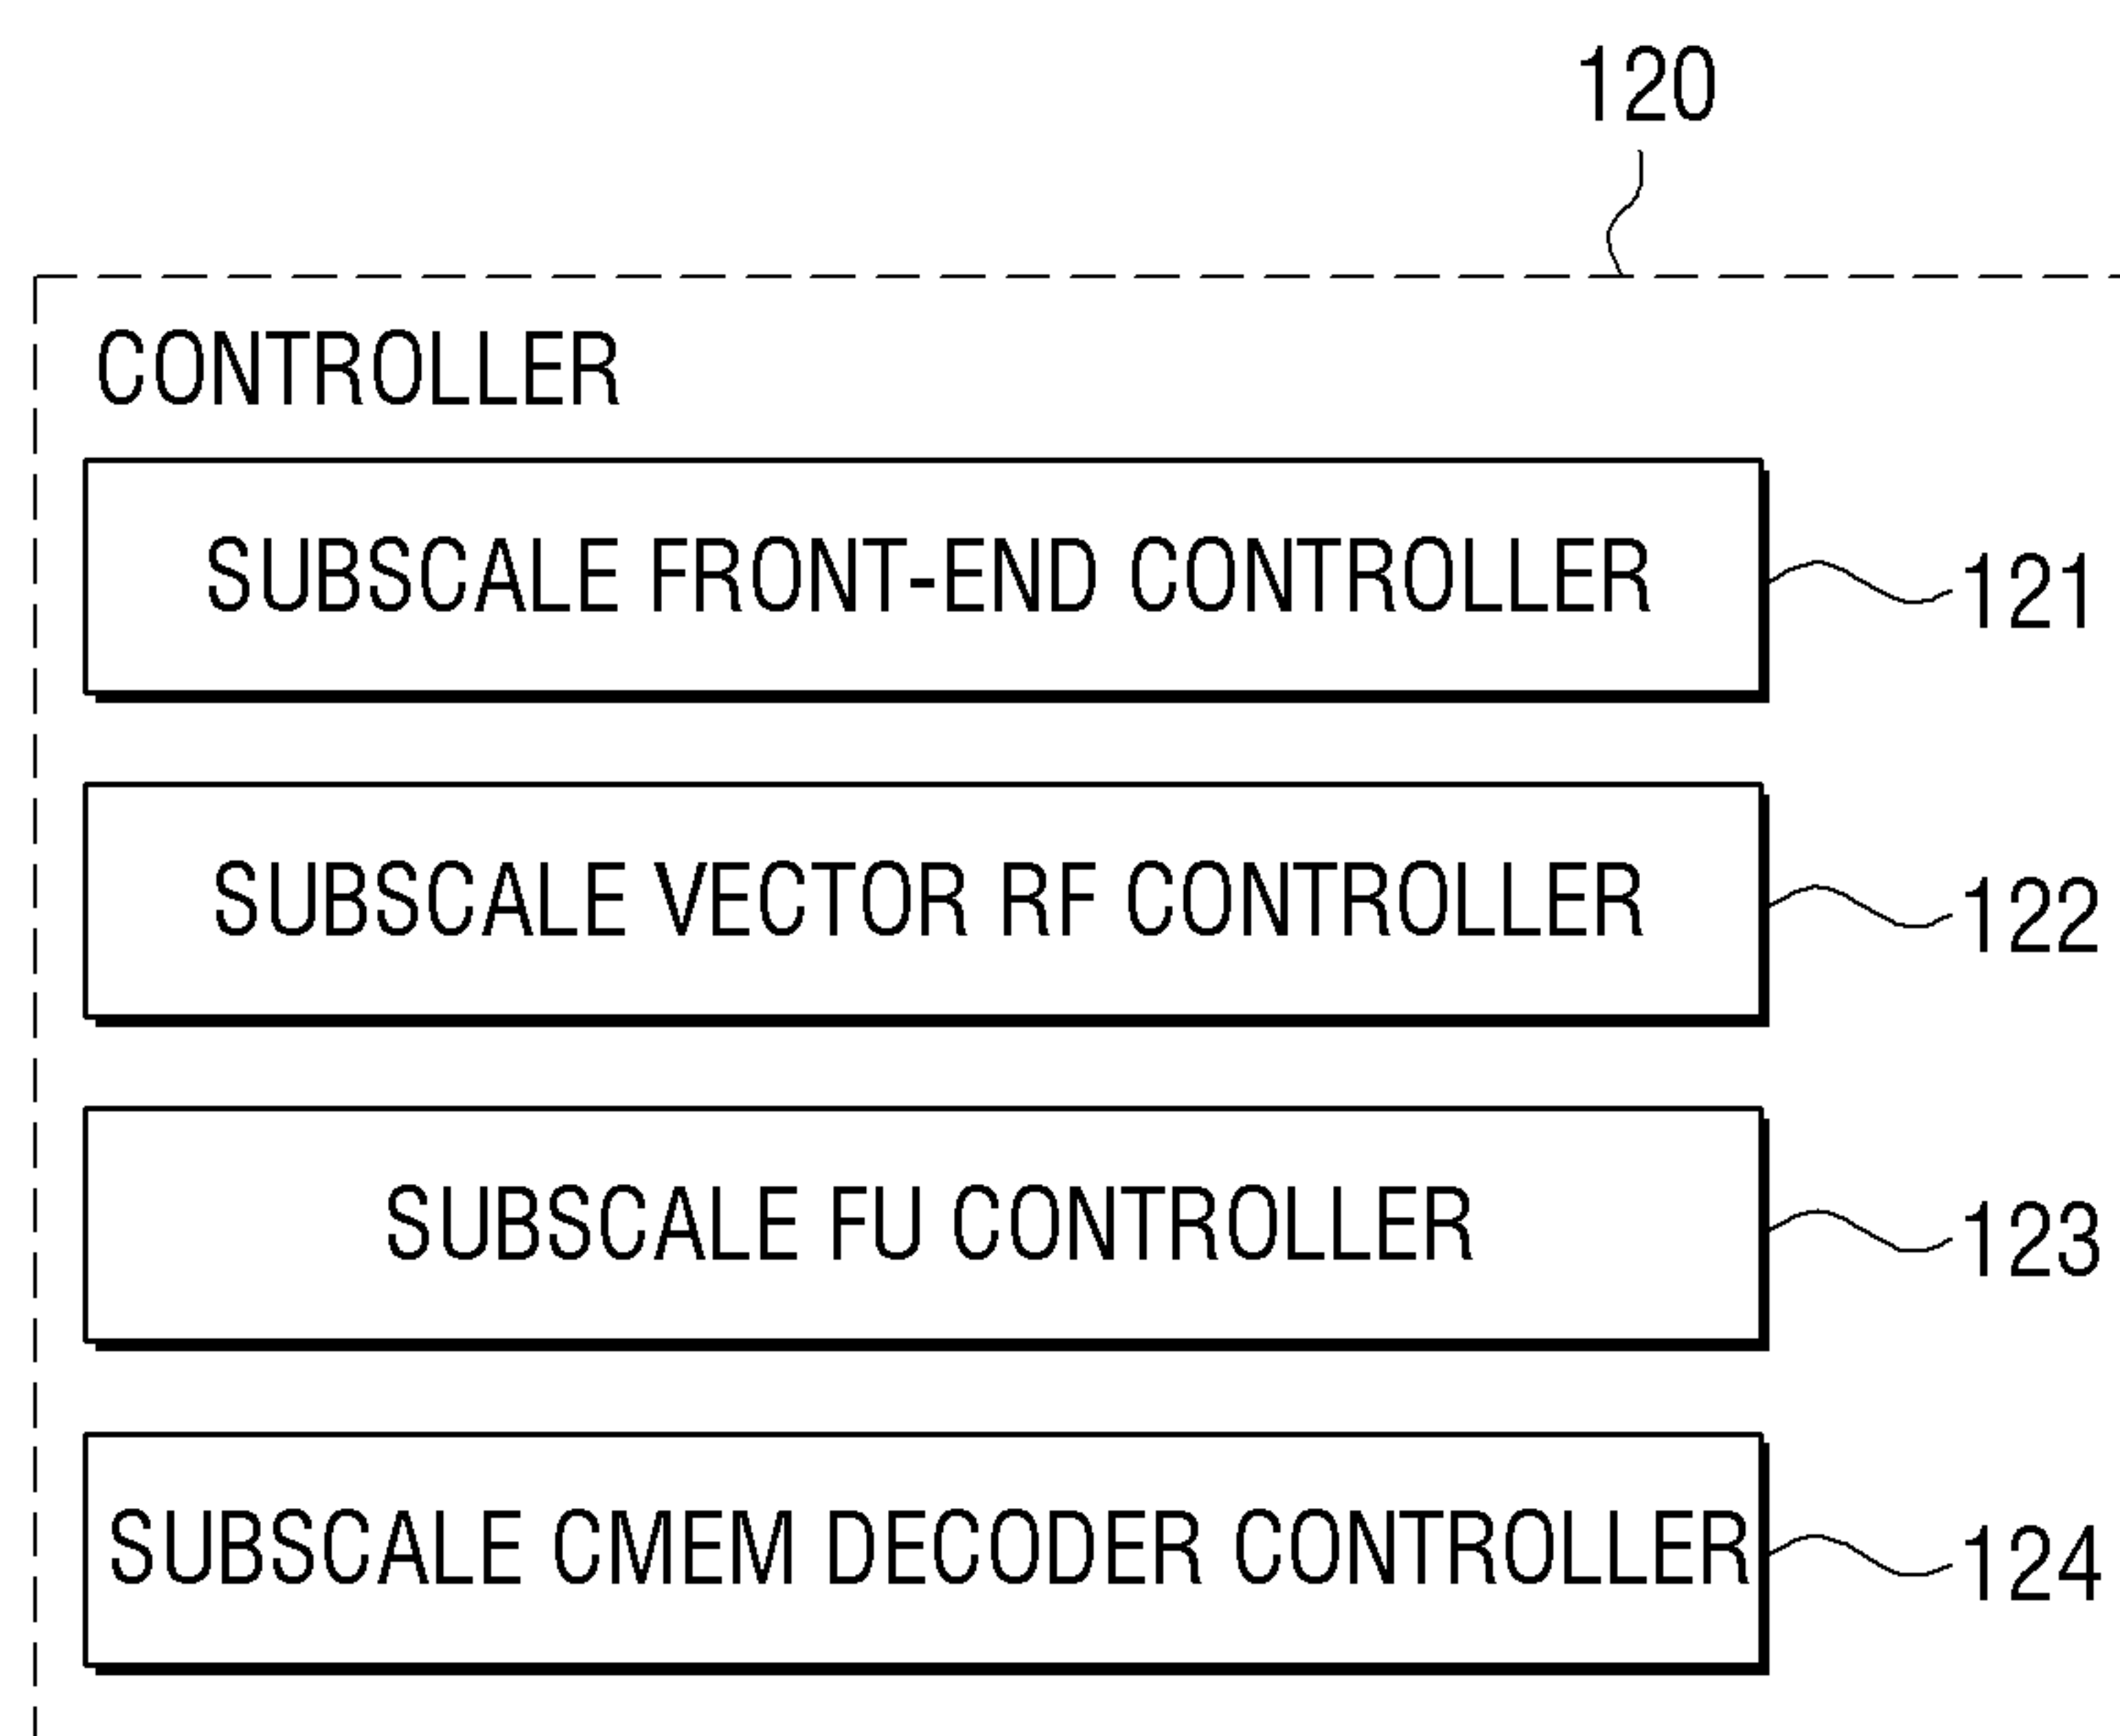 120
CONTROLLER
SUBSCALE FRONT-END CONTROLLER 121
SUBSCALE VECTOR RF CONTROLLER 122
SUBSCALE FU CONTROLLER 123
SUBSCALE CMEM DECODER CONTROLLER 124